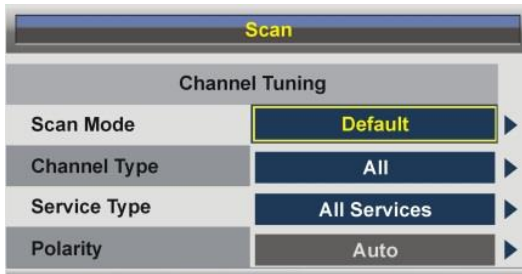 Scan
Channel Tuning
Scan Mode Default
Channel Type All
Service Type All Services
Polarity Auto